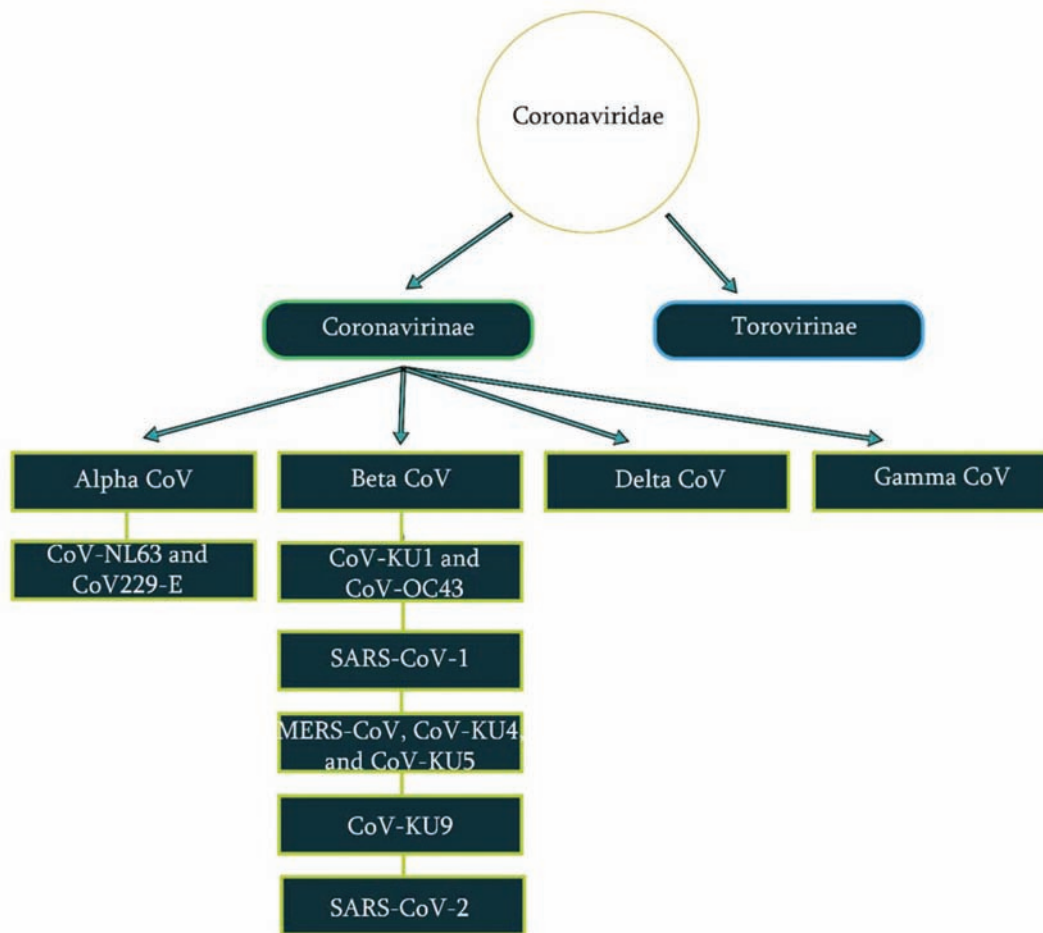 Coronaviridae
Coronavirinae
Torovirinae
Alpha CoV
Beta CoV
Delta CoV
Gamma CoV
CoV-NL63 and
CoV229-E
CoV-KU1 and
CoV-OC43
SARS-CoV-1
MERS-CoV, CoV-KU4,
and CoV-KU5
CoV-KU9
SARS-CoV-2